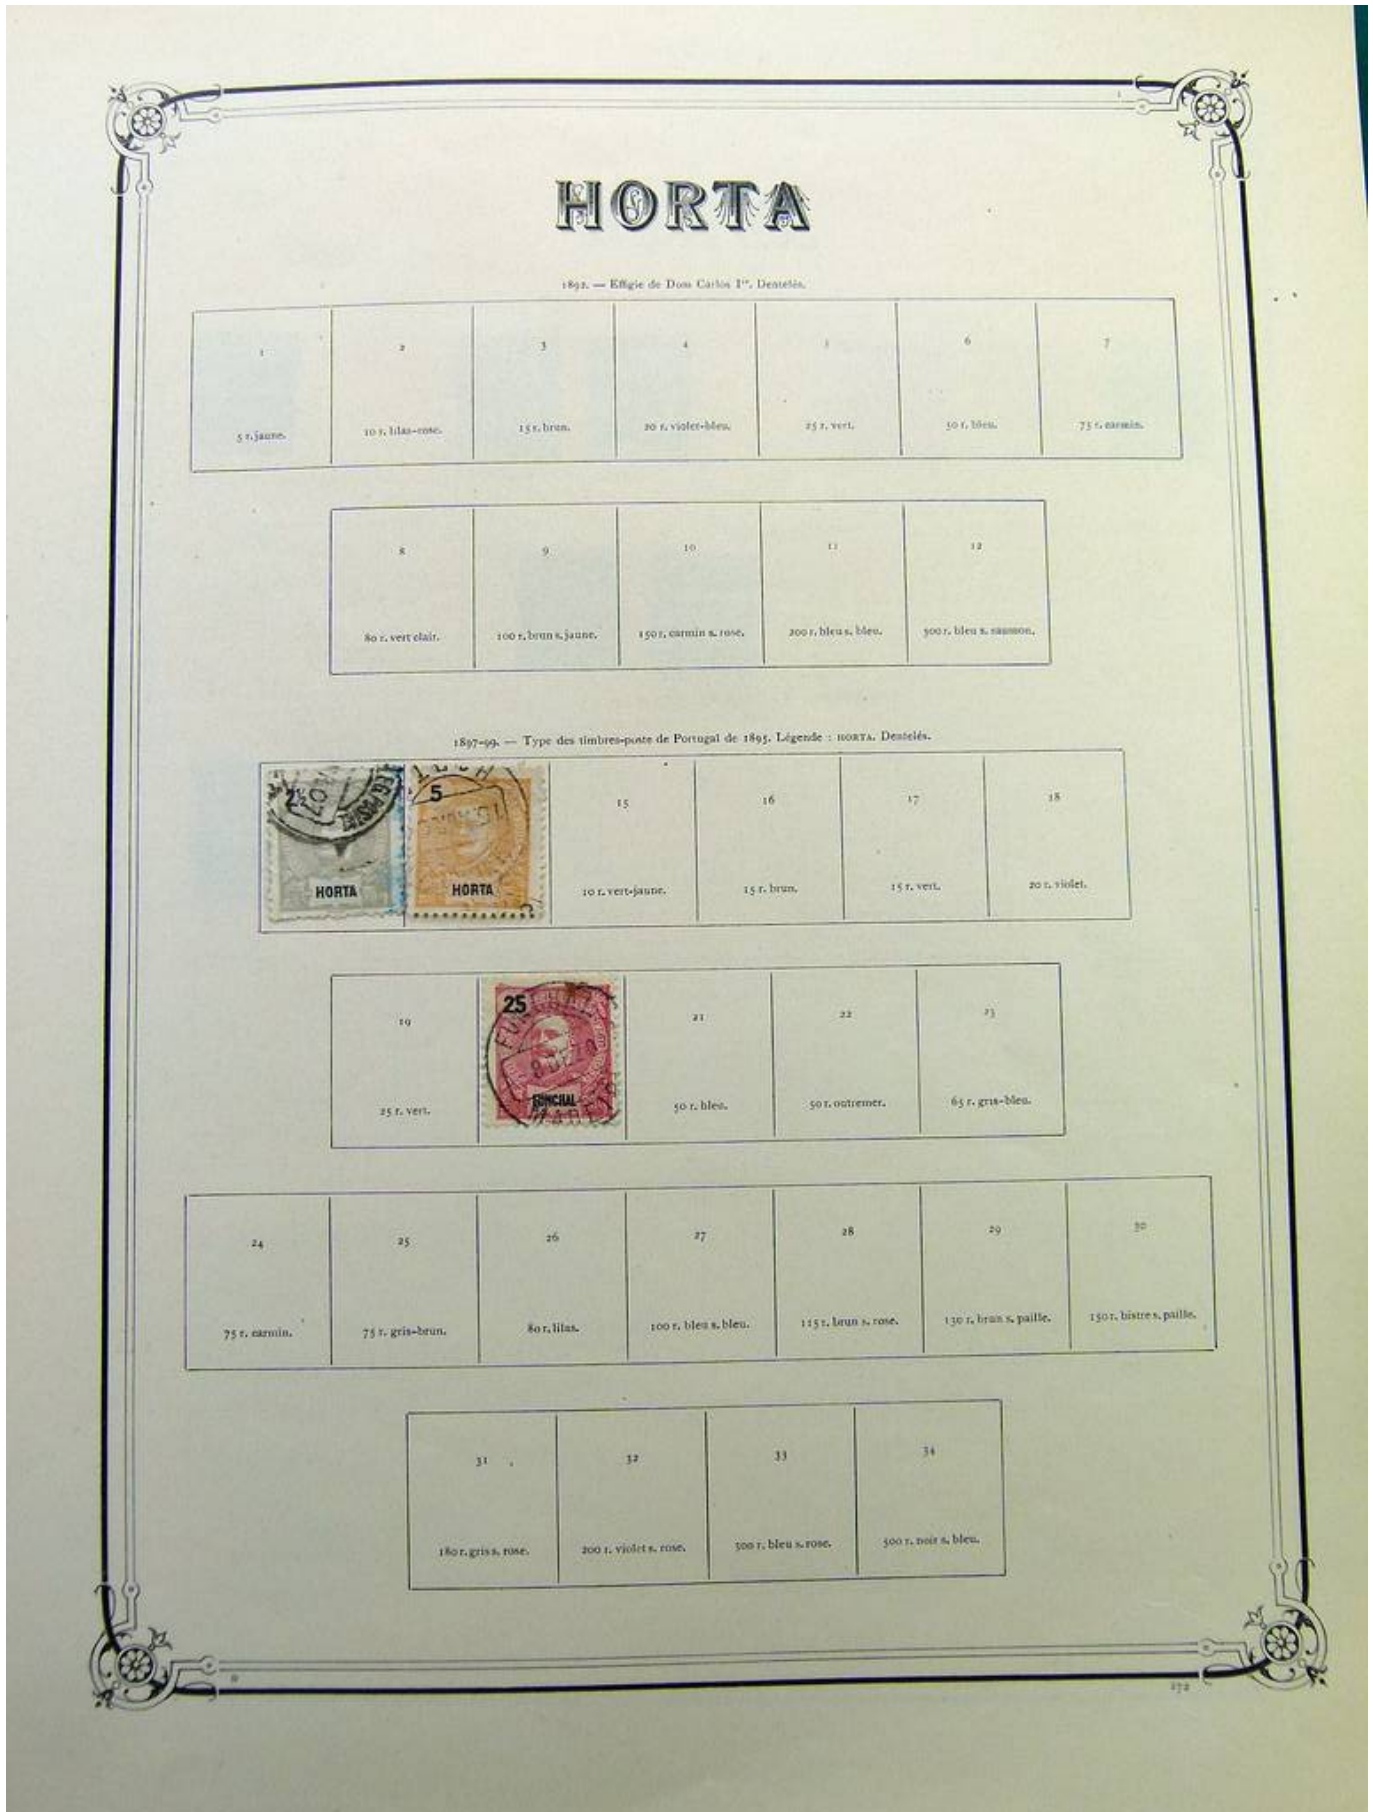 HORTA
1892. — Effigie de Dom Carlos Iᵉʳ. Dentelés.
1 2 3 4 5 6 7
5 r. jaune. 10 r. lilas-rose. 15 r. brun. 20 r. violet-bleu. 25 r. vert. 50 r. bleu. 75 r. carmin.
8 9 10 11 12
80 r. vert clair. 100 r. brun s. jaune. 150 r. carmin s. rose. 200 r. bleu s. bleu. 300 r. bleu s. saumon.
1897-99. — Type des timbres-poste de Portugal de 1895. Légende : HORTA. Dentelés.
2½ 5 15 16 17 18
HORTA HORTA 10 r. vert-jaune. 15 r. brun. 15 r. vert. 20 r. violet.
19 25 21 22 23
FUNCHAL
25 r. vert. FUNCHAL 50 r. bleu. 50 r. outremer. 65 r. gris-bleu.
24 25 26 27 28 29 30
75 r. carmin. 75 r. gris-brun. 80 r. lilas. 100 r. bleu s. bleu. 115 r. brun s. rose. 130 r. brun s. paille. 150 r. bistre s. paille.
31 32 33 34
180 r. gris s. rose. 200 r. violet s. rose. 300 r. bleu s. rose. 500 r. noir s. bleu.
272